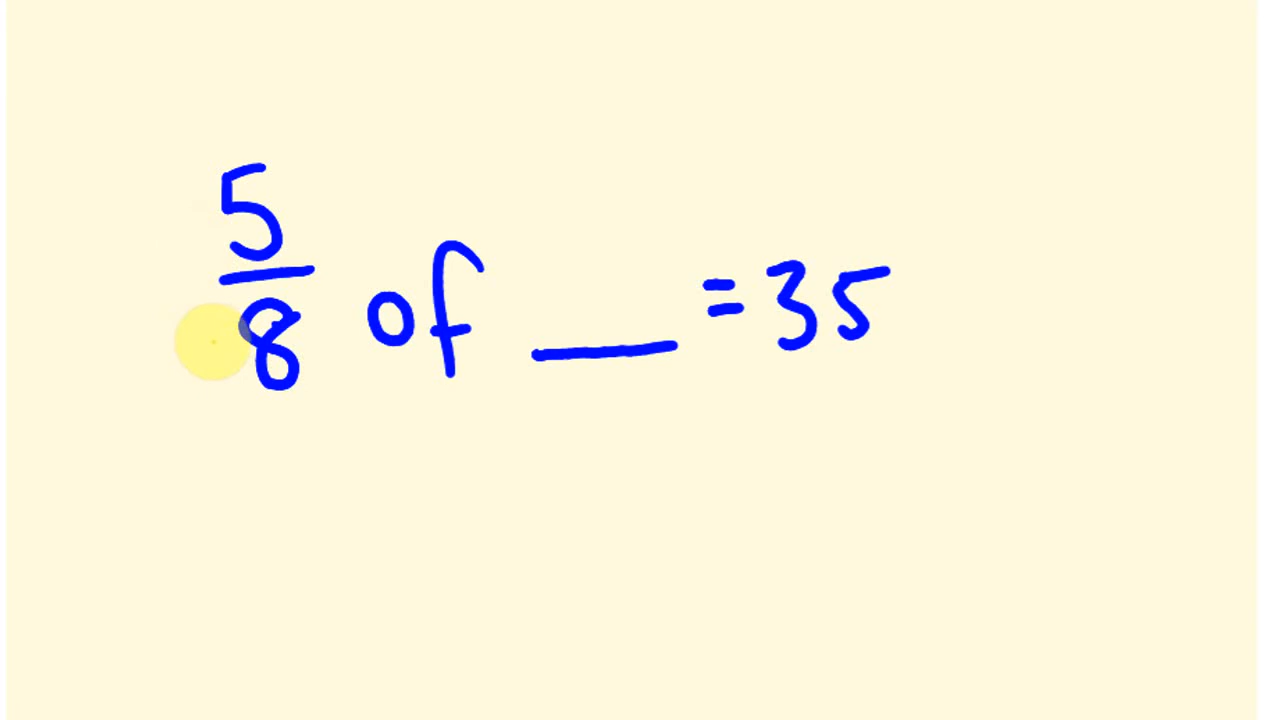 5/8 of ___ = 35